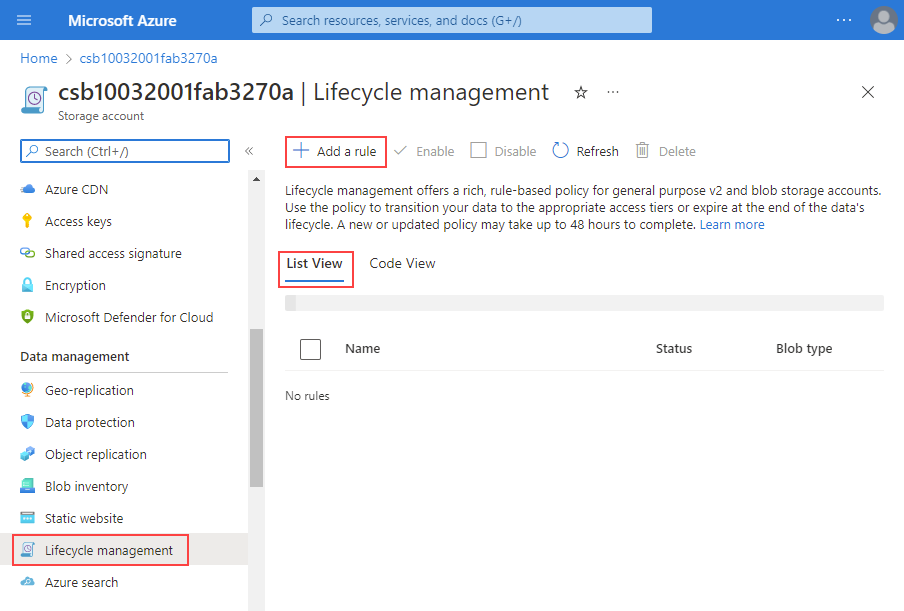 Microsoft Azure
Search resources, services, and docs (G+/)
Home > csb10032001fab3270a
csb10032001fab3270a | Lifecycle management
Storage account
Search (Ctrl+/)
Azure CDN
Access keys
Shared access signature
Encryption
Microsoft Defender for Cloud
Data management
Geo-replication
Data protection
Object replication
Blob inventory
Static website
Lifecycle management
Azure search
Add a rule Enable Disable Refresh Delete
Lifecycle management offers a rich, rule-based policy for general purpose v2 and blob storage accounts.
Use the policy to transition your data to the appropriate access tiers or expire at the end of the data's
lifecycle. A new or updated policy may take up to 48 hours to complete. Learn more
List View Code View
Name Status Blob type
No rules